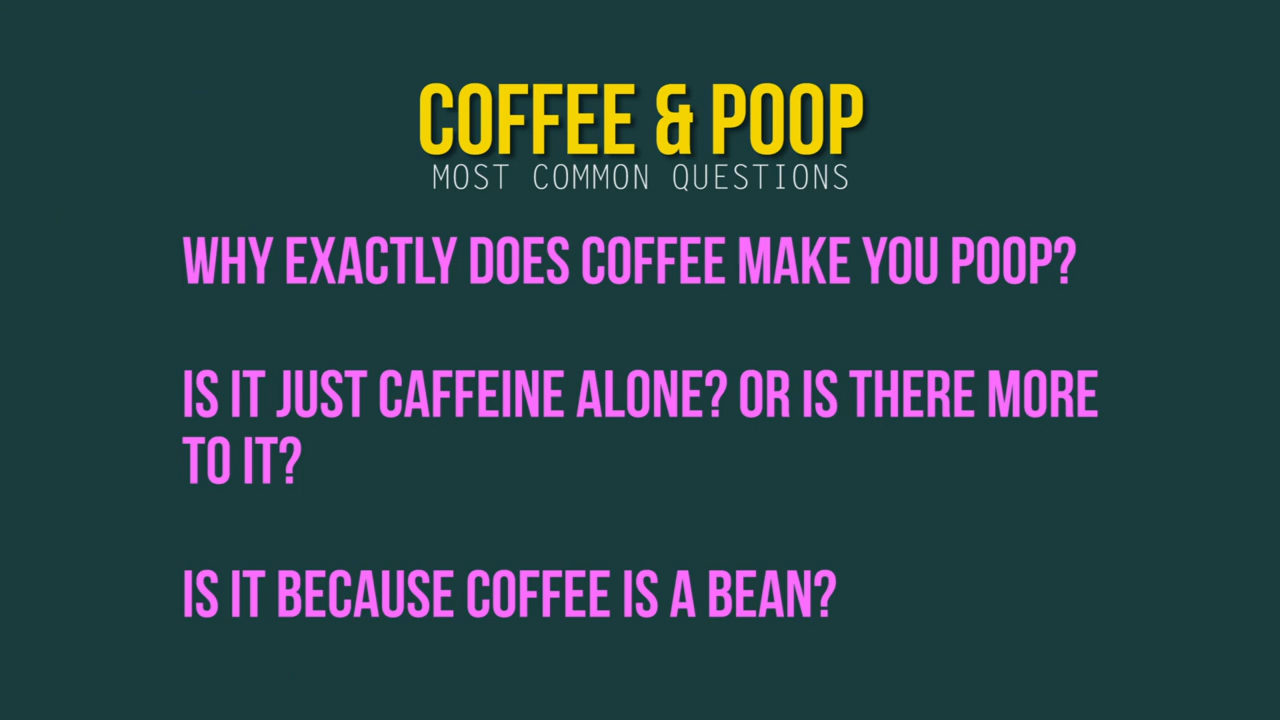 COFFEE & POOP
MOST COMMON QUESTIONS
WHY EXACTLY DOES COFFEE MAKE YOU POOP?
IS IT JUST CAFFEINE ALONE? OR IS THERE MORE
TO IT?
IS IT BECAUSE COFFEE IS A BEAN?